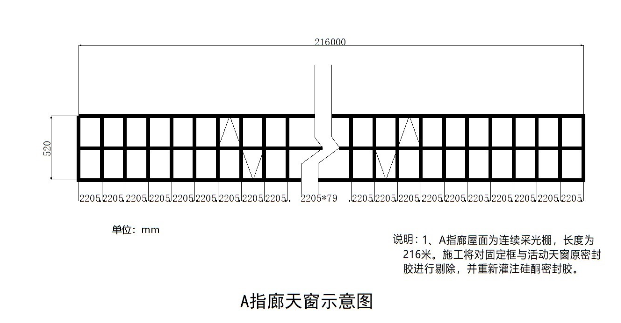 216000
520
2205 2205 2205 2205 2205 2205 2205 2205 2205 2205*79 2205 2205 2205 2205 2205 2205 2205 2205 2205 2205
单位：mm
说明：1、A指廊屋面为连续采光棚，长度为
216米。施工将对固定框与活动天窗原密封
胶进行剔除，并重新灌注硅酮密封胶。
A指廊天窗示意图